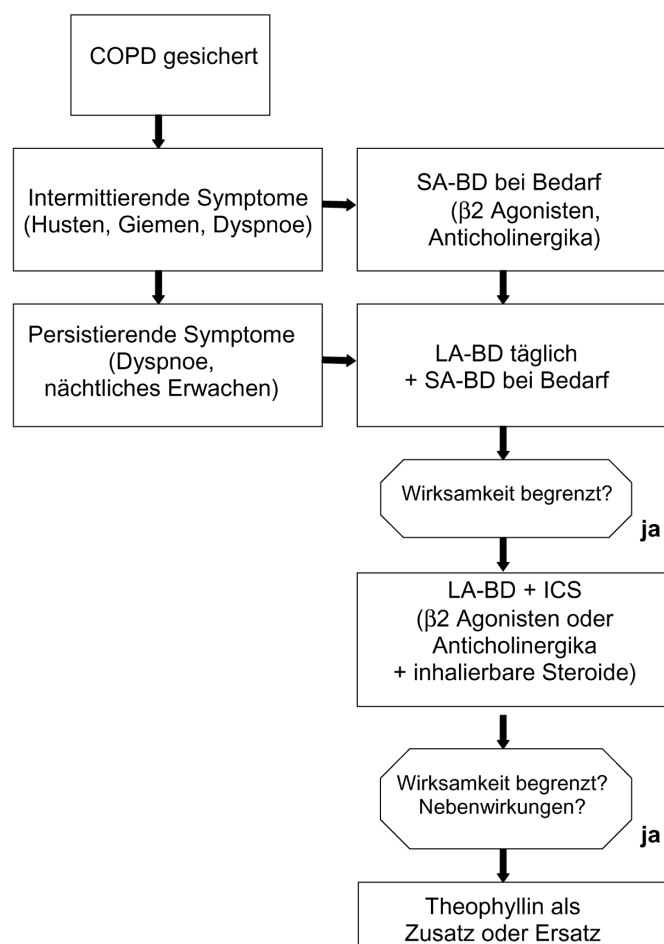 COPD gesichert
Intermittierende Symptome
(Husten, Giemen, Dyspnoe)
SA-BD bei Bedarf
(β2 Agonisten,
Anticholinergika)
Persistierende Symptome
(Dyspnoe,
nächtliches Erwachen)
LA-BD täglich
+ SA-BD bei Bedarf
Wirksamkeit begrenzt?
ja
LA-BD + ICS
(β2 Agonisten oder
Anticholinergika
+ inhalierbare Steroide)
Wirksamkeit begrenzt?
Nebenwirkungen?
ja
Theophyllin als
Zusatz oder Ersatz